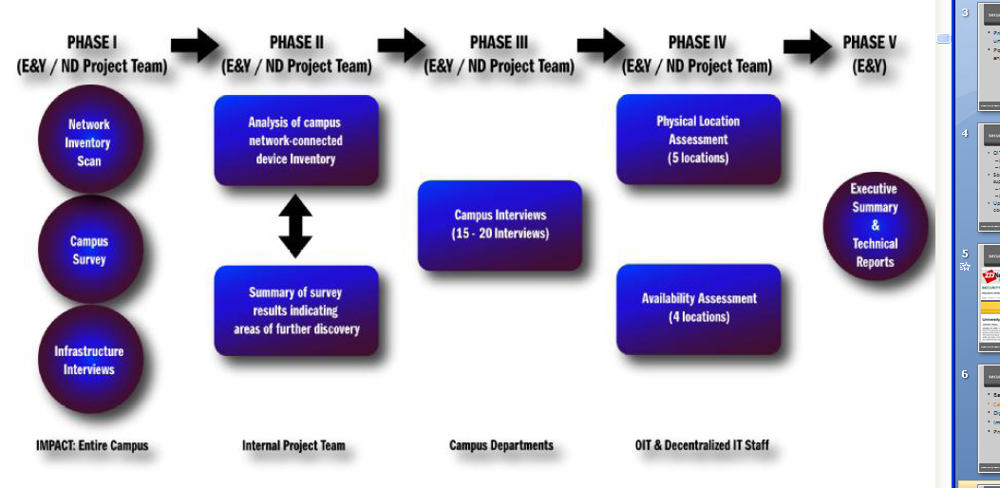 PHASE I
(E&Y / ND Project Team)
PHASE II
(E&Y / ND Project Team)
PHASE III
(E&Y / ND Project Team)
PHASE IV
(E&Y / ND Project Team)
PHASE V
(E&Y)
Network
Inventory
Scan
Campus
Survey
Infrastructure
Interviews
IMPACT: Entire Campus
Analysis of campus
network-connected
device Inventory
Summary of survey
results indicating
areas of further discovery
Internal Project Team
Campus Interviews
(15 - 20 Interviews)
Campus Departments
Physical Location
Assessment
(5 locations)
Availability Assessment
(4 locations)
OIT & Decentralized IT Staff
Executive
Summary
&
Technical
Reports
3
4
5
6